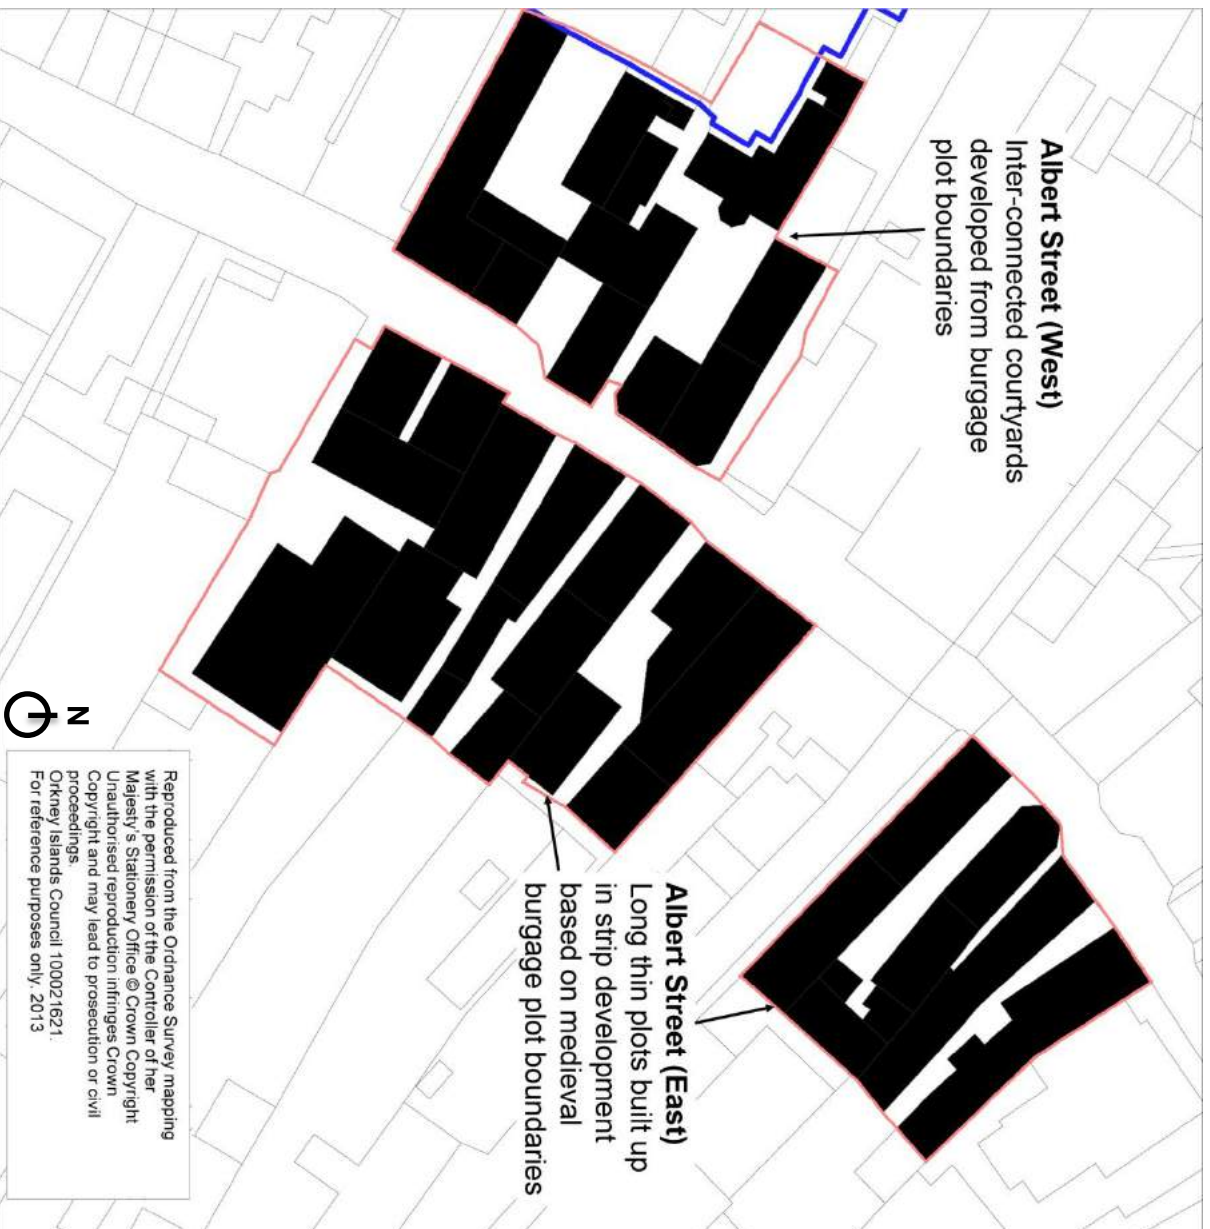 Albert Street (West)
Inter-connected courtyards
developed from burgage
plot boundaries
Albert Street (East)
Long thin plots built up
in strip development
based on medieval
burgage plot boundaries
N
Reproduced from the Ordnance Survey mapping
with the permission of the Controller of her
Majesty's Stationery Office © Crown Copyright
Unauthorised reproduction infringes Crown
Copyright and may lead to prosecution or civil
proceedings.
Orkney Islands Council 100021621.
For reference purposes only. 2013